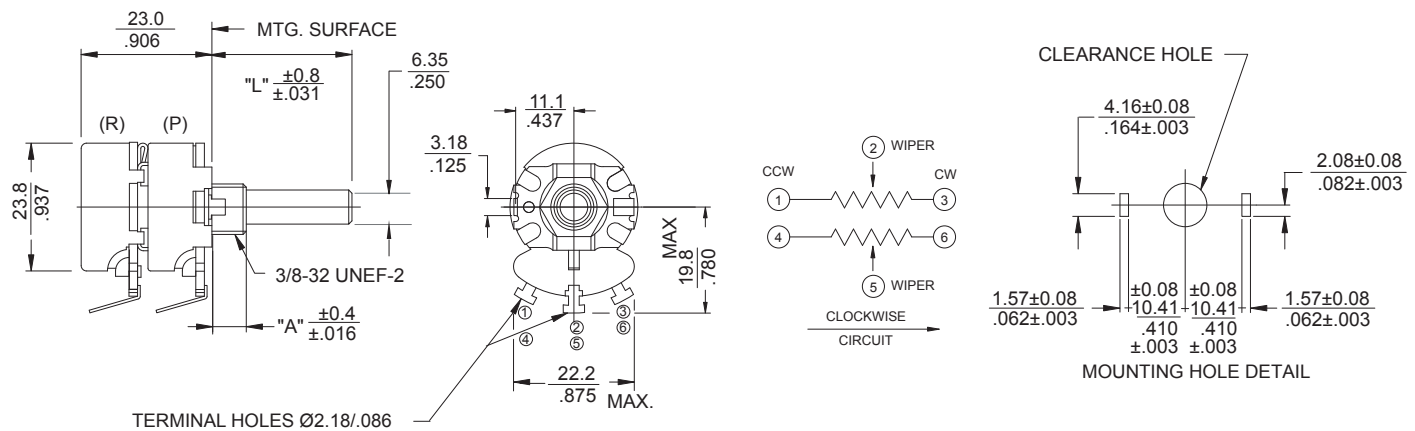 23.0
.906
MTG. SURFACE
"L" ±0.8
±.031
6.35
.250
(R) (P)
23.8
.937
3/8-32 UNEF-2
"A" ±0.4
±.016
TERMINAL HOLES Ø2.18/.086
11.1
.437
3.18
.125
MAX
19.8
.780
① ② ③
④ ⑤ ⑥
22.2
.875
MAX.
② WIPER
CCW CW
① ③
④ ⑥
⑤ WIPER
CLOCKWISE
CIRCUIT
CLEARANCE HOLE
4.16±0.08
.164±.003
2.08±0.08
.082±.003
1.57±0.08
.062±.003
±0.08
10.41
.410
±.003
±0.08
10.41
.410
±.003
1.57±0.08
.062±.003
MOUNTING HOLE DETAIL